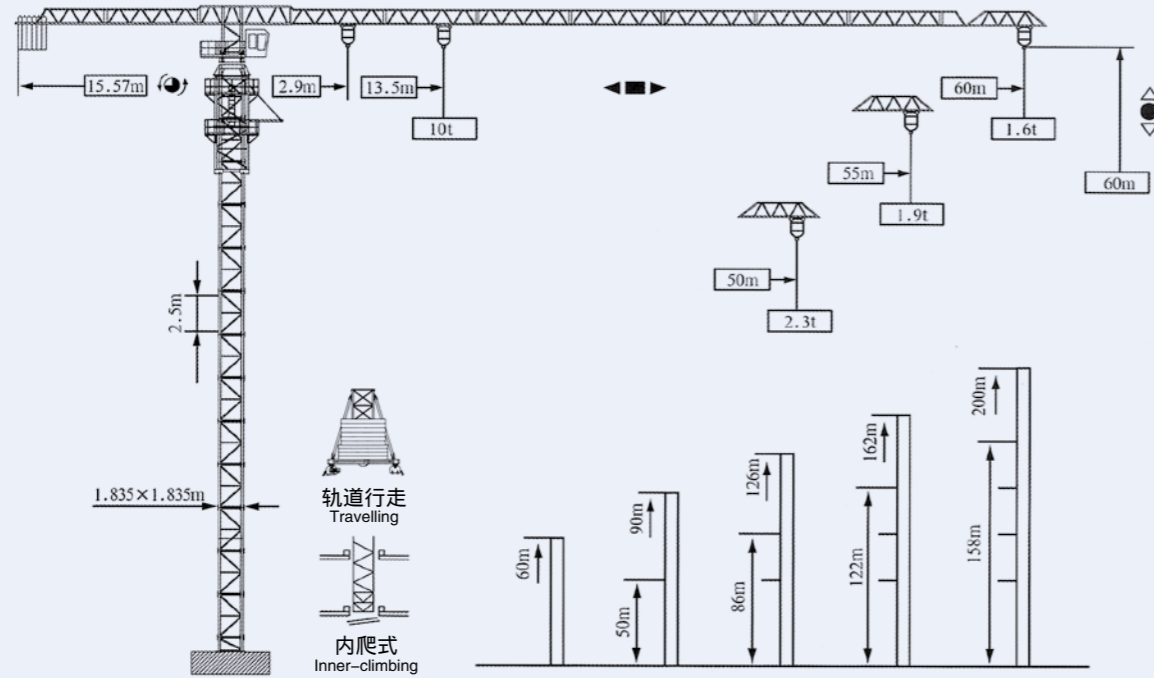 15.57m
2.9m
13.5m
10t
60m
1.6t
60m
55m
1.9t
50m
2.3t
2.5m
1.835×1.835m
轨道行走
Travelling
内爬式
Inner-climbing
60m
90m
50m
126m
86m
162m
122m
200m
158m